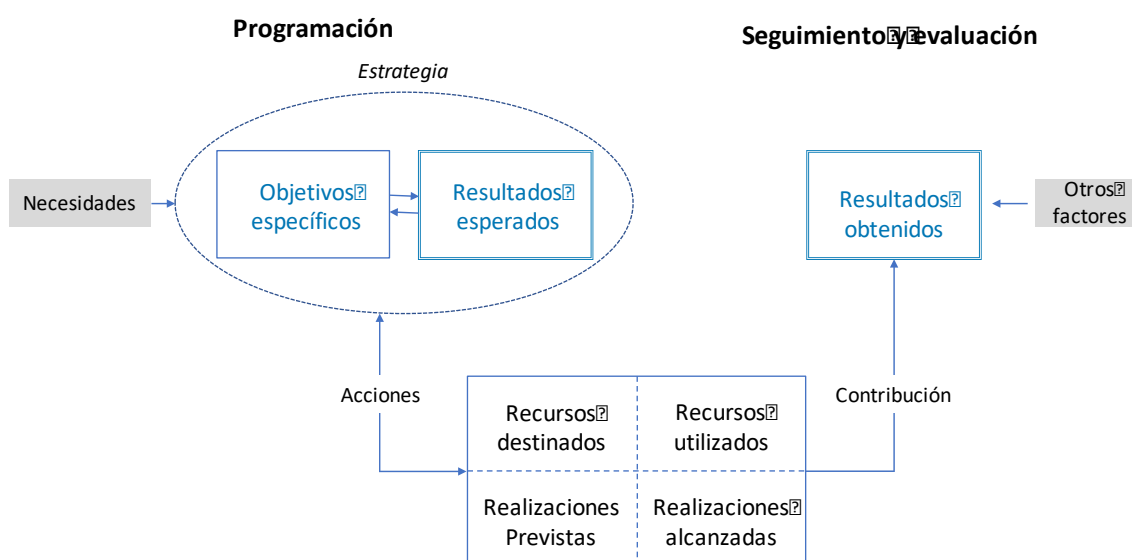 Programación
Seguimiento y evaluación
Estrategia
Necesidades
Objetivos
específicos
Resultados
esperados
Resultados
obtenidos
Otros
factores
Acciones
Contribución
Recursos
destinados
Recursos
utilizados
Realizaciones
Previstas
Realizaciones
alcanzadas